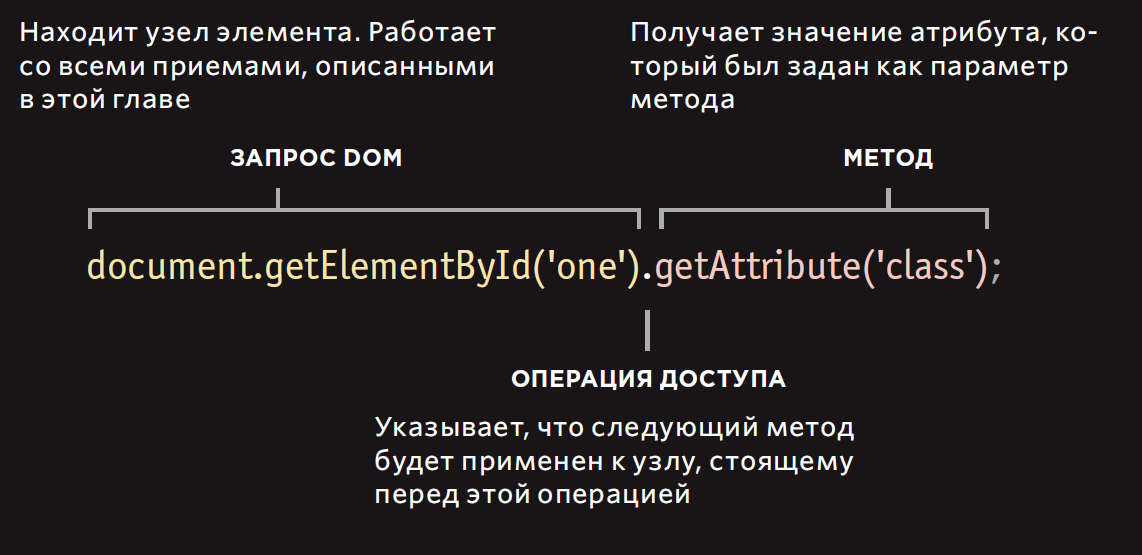 Находит узел элемента. Работает
со всеми приемами, описанными
в этой главе
Получает значение атрибута, ко-
торый был задан как параметр
метода
ЗАПРОС DOM
МЕТОД
document.getElementById('one').getAttribute('class');
ОПЕРАЦИЯ ДОСТУПА
Указывает, что следующий метод
будет применен к узлу, стоящему
перед этой операцией